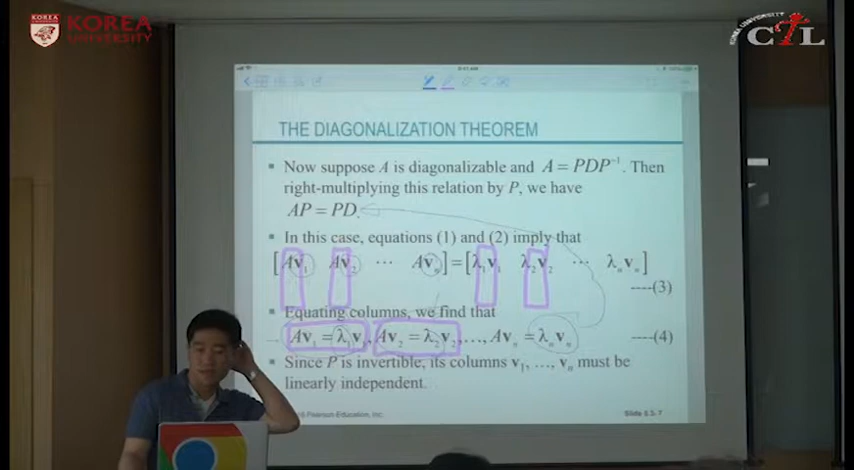 KOREA
UNIVERSITY
KOREA UNIVERSITY
CTL
THE DIAGONALIZATION THEOREM
Now suppose A is diagonalizable and A = PDP⁻¹. Then
right-multiplying this relation by P, we have
AP = PD.
In this case, equations (1) and (2) imply that
[Av₁ Av₂ ⋯ Avₙ] = [λ₁v₁ λ₂v₂ ⋯ λₙvₙ]
----(3)
Equating columns, we find that
Av₁ = λ₁v₁, Av₂ = λ₂v₂, …, Avₙ = λₙvₙ ----(4)
Since P is invertible, its columns v₁, …, vₙ must be
linearly independent.
Pearson Education, Inc.
Slide 5.3- 7